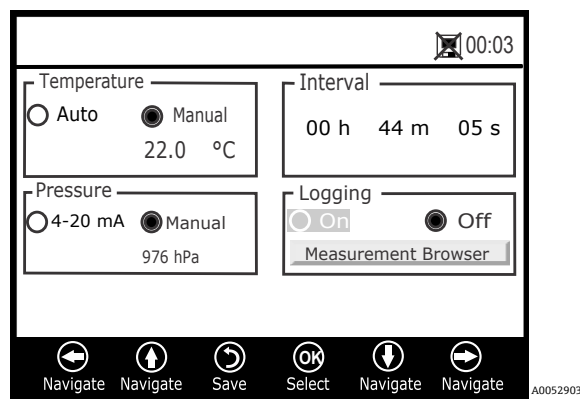 00:03
Temperature
Auto Manual
22.0 °C
Interval
00 h 44 m 05 s
Pressure
4-20 mA Manual
976 hPa
Logging
On Off
Measurement Browser
Navigate Navigate Save Select Navigate Navigate
OK
A0052903